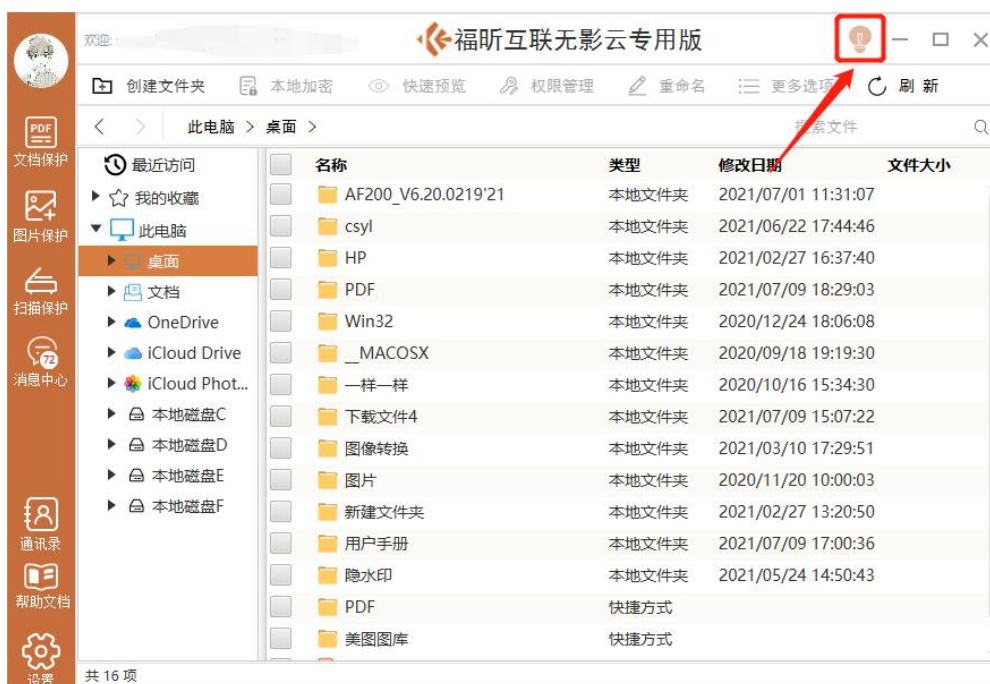 欢迎:
福昕互联无影云专用版
创建文件夹 本地加密 快速预览 权限管理 重命名 更多选项 刷 新
此电脑 > 桌面 > 搜索文件
PDF
文档保护
图片保护
扫描保护
72
消息中心
通讯录
帮助文档
设置
最近访问
我的收藏
此电脑
桌面
文档
OneDrive
iCloud Drive
iCloud Phot...
本地磁盘C
本地磁盘D
本地磁盘E
本地磁盘F
名称 类型 修改日期 文件大小
AF200_V6.20.0219'21 本地文件夹 2021/07/01 11:31:07
csyl 本地文件夹 2021/06/22 17:44:46
HP 本地文件夹 2021/02/27 16:37:40
PDF 本地文件夹 2021/07/09 18:29:03
Win32 本地文件夹 2020/12/24 18:06:08
__MACOSX 本地文件夹 2020/09/18 19:19:30
一样一样 本地文件夹 2020/10/16 15:34:30
下载文件4 本地文件夹 2021/07/09 15:07:22
图像转换 本地文件夹 2021/03/10 17:29:51
图片 本地文件夹 2020/11/20 10:00:03
新建文件夹 本地文件夹 2021/02/27 13:20:50
用户手册 本地文件夹 2021/07/09 17:00:36
隐水印 本地文件夹 2021/05/24 14:50:43
PDF 快捷方式
美图图库 快捷方式
共 16 项